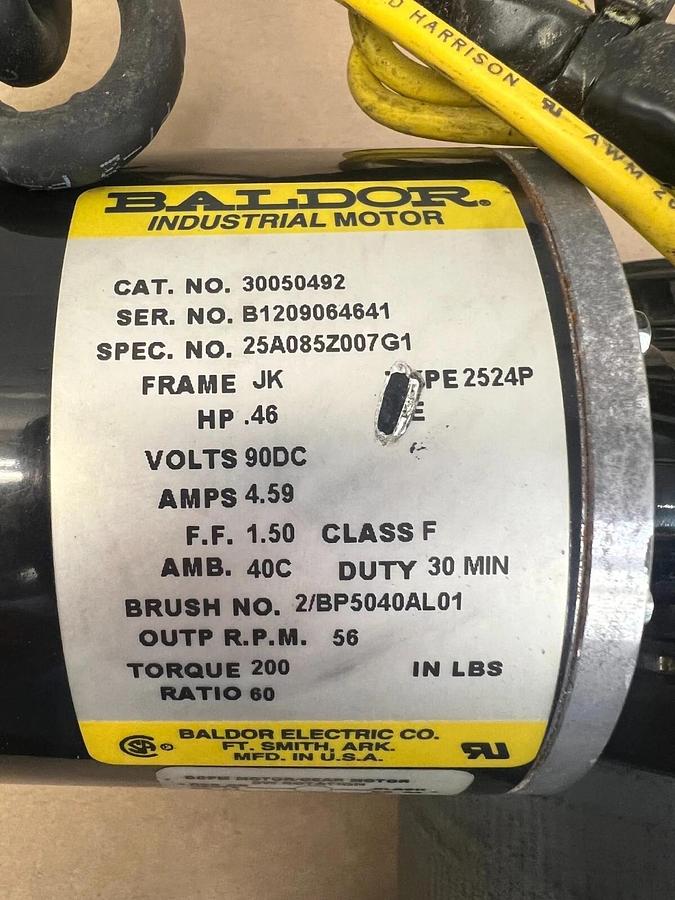 D HARRISON AWM 20
BALDOR®
INDUSTRIAL MOTOR
CAT. NO. 30050492
SER. NO. B1209064641
SPEC. NO. 25A085Z007G1
FRAME JK PE 2524P
HP .46 E
VOLTS 90DC
AMPS 4.59
F.F. 1.50 CLASS F
AMB. 40C DUTY 30 MIN
BRUSH NO. 2/BP5040AL01
OUTP R.P.M. 56
TORQUE 200 IN LBS
RATIO 60
BALDOR ELECTRIC CO.
FT. SMITH, ARK.
MFD. IN U.S.A.